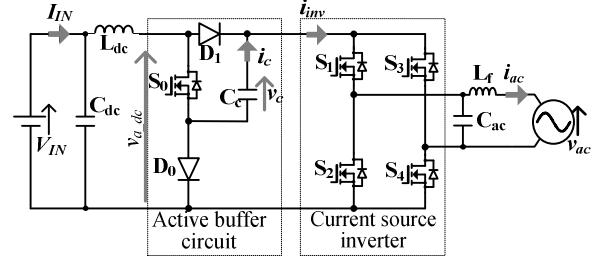 I_IN
L_dc
D_1
i_inv
S_0
i_c
v_c
C_c
S_1
S_3
L_f
i_ac
C_dc
V_IN
v_a_dc
C_ac
v_ac
D_0
S_2
S_4
Active buffer
circuit
Current source
inverter